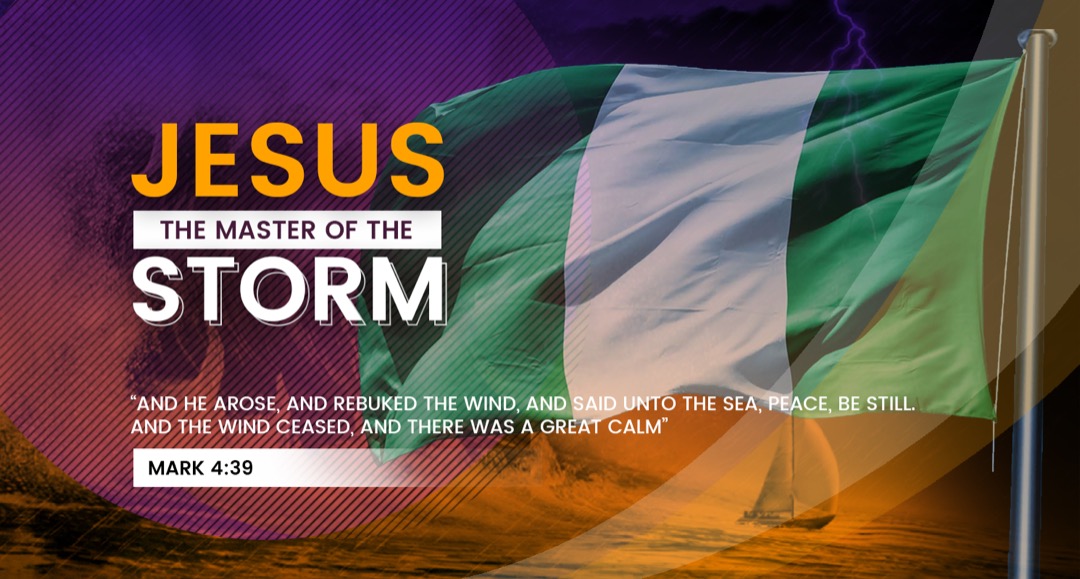 JESUS
THE MASTER OF THE
STORM
“AND HE AROSE, AND REBUKED THE WIND, AND SAID UNTO THE SEA, PEACE, BE STILL.
AND THE WIND CEASED, AND THERE WAS A GREAT CALM”
MARK 4:39